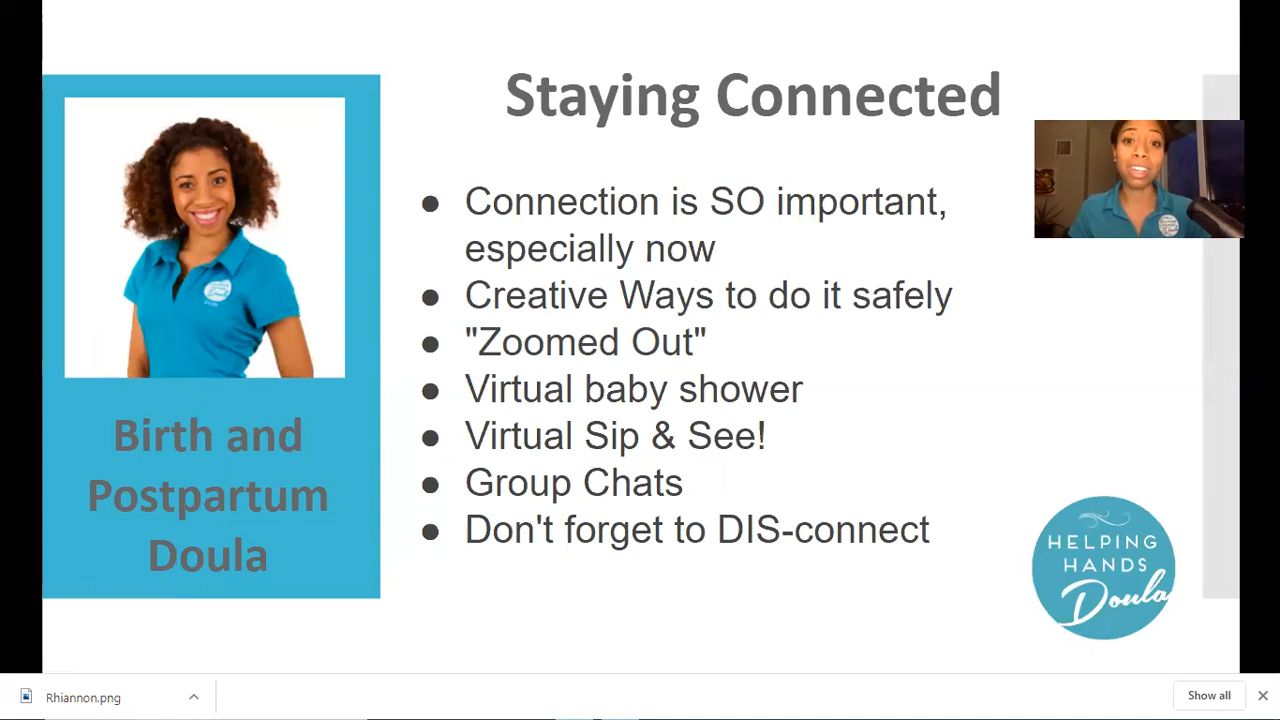 Staying Connected
● Connection is SO important,
especially now
● Creative Ways to do it safely
● "Zoomed Out"
● Virtual baby shower
● Virtual Sip & See!
● Group Chats
● Don't forget to DIS-connect
Birth and
Postpartum
Doula
HELPING
HANDS
Doula
Rhiannon.png
Show all